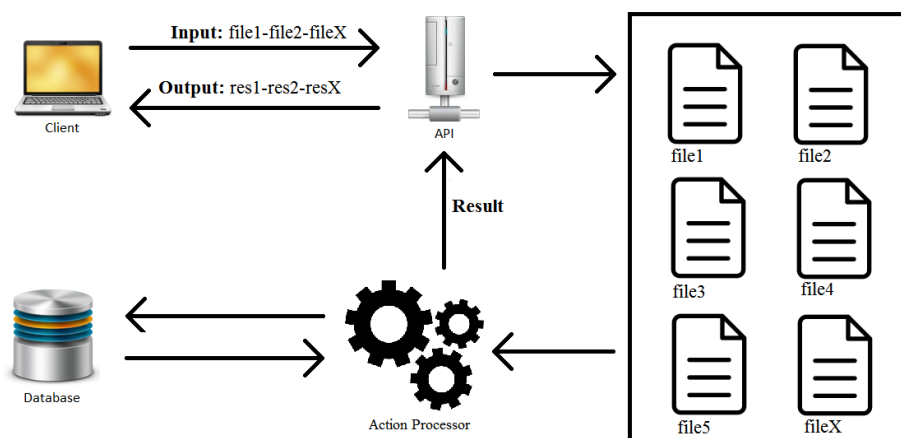 Input: file1-file2-fileX
Output: res1-res2-resX
Client
API
file1
file2
Result
file3
file4
Database
Action Processor
file5
fileX